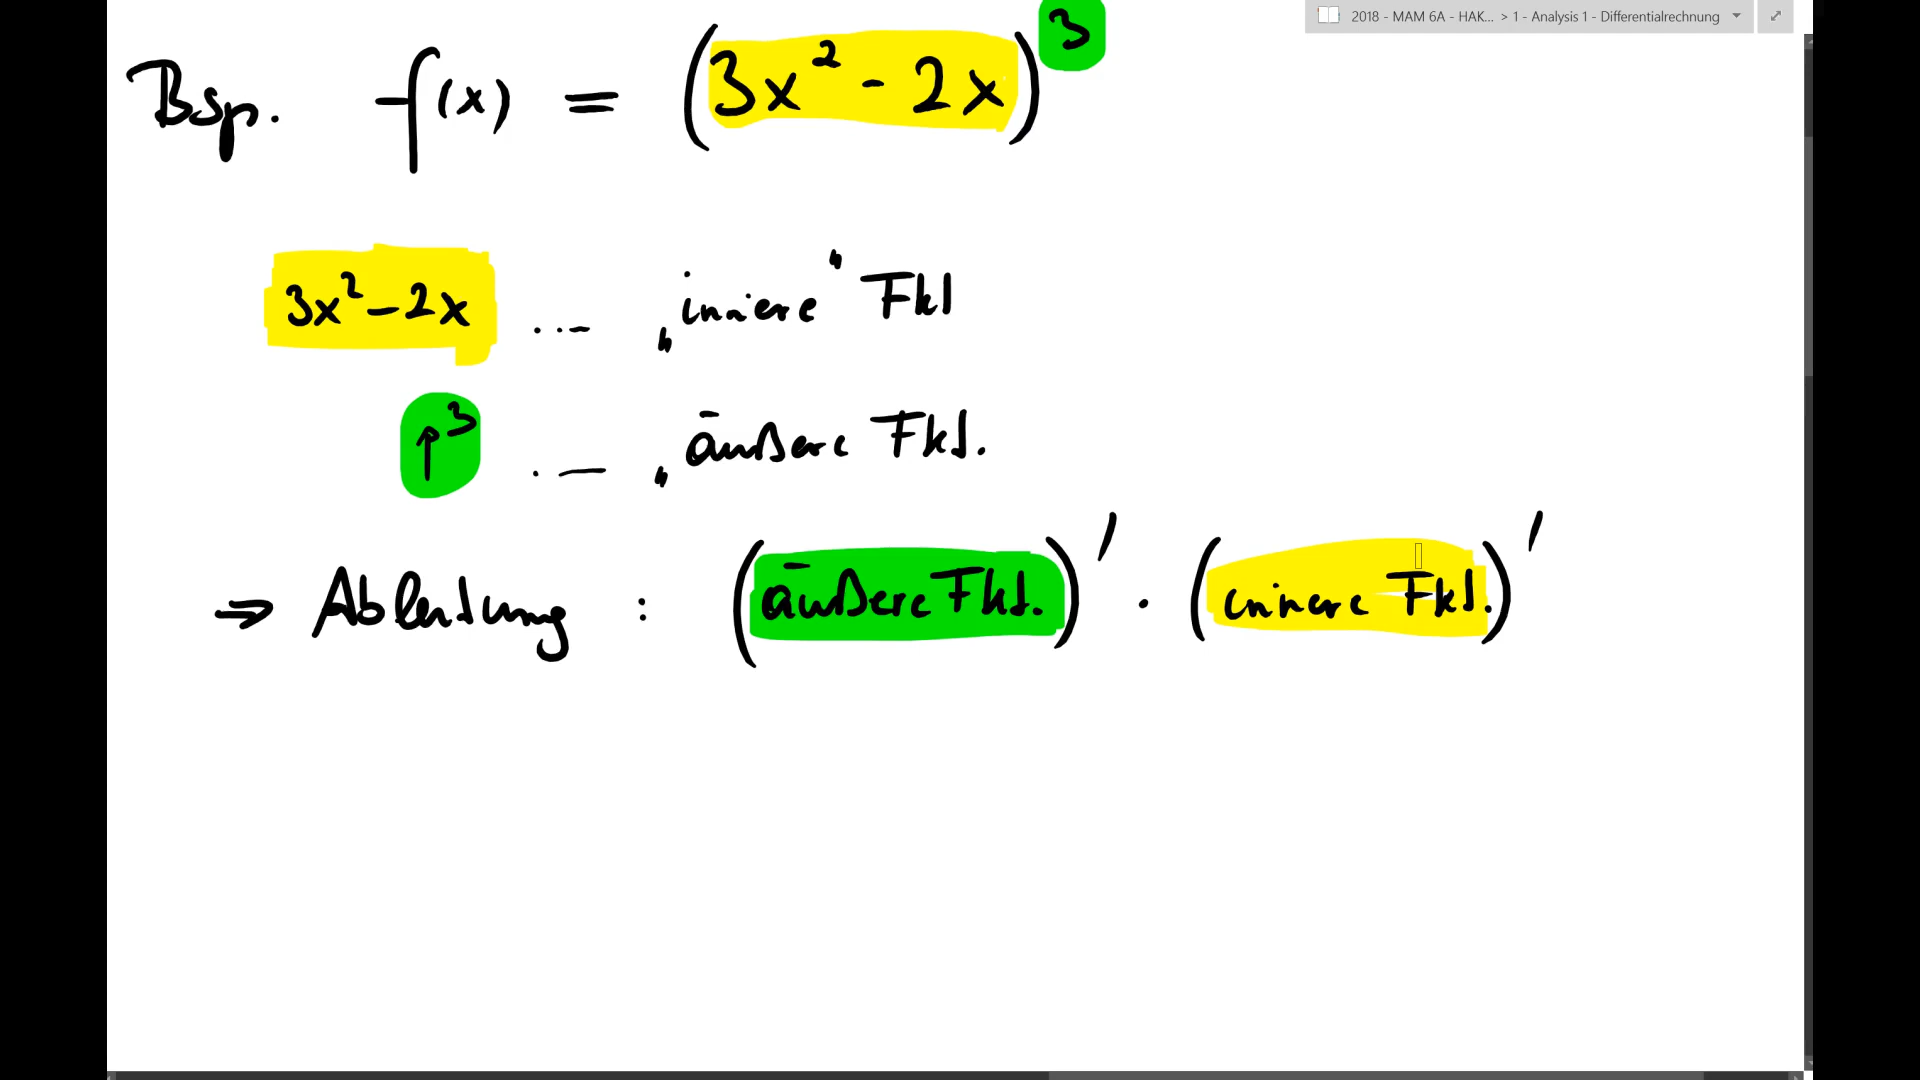 2018 - MAM 6A - HAK... > 1 - Analysis 1 - Differentialrechnung
Bsp. f(x) = (3x² - 2x)³
3x² - 2x ... „innere“ Fkt
↑³ ... „äußere Fkt.
⇒ Ableitung : (äußere Fkt.)' · (innere Fkt.)'